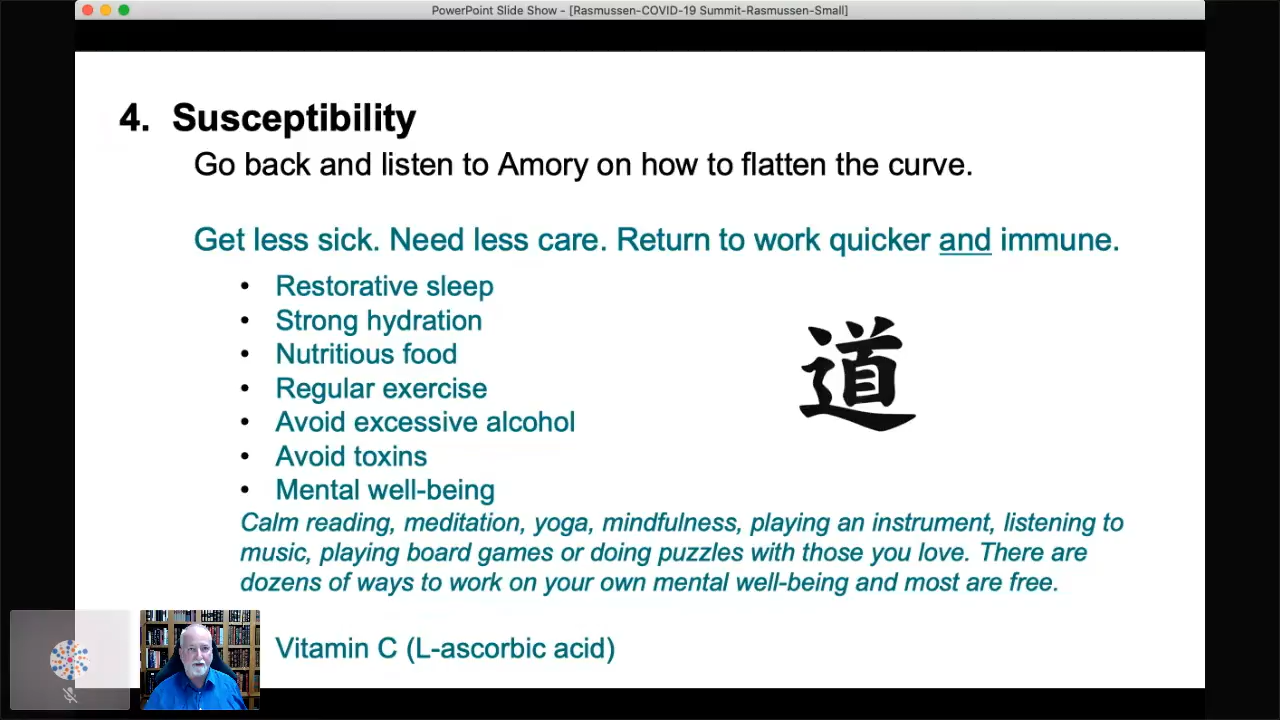 PowerPoint Slide Show - [Rasmussen-COVID-19 Summit-Rasmussen-Small]
4. Susceptibility
Go back and listen to Amory on how to flatten the curve.
Get less sick. Need less care. Return to work quicker and immune.
• Restorative sleep
• Strong hydration
• Nutritious food
• Regular exercise
• Avoid excessive alcohol
• Avoid toxins
• Mental well-being
道
Calm reading, meditation, yoga, mindfulness, playing an instrument, listening to
music, playing board games or doing puzzles with those you love. There are
dozens of ways to work on your own mental well-being and most are free.
Vitamin C (L-ascorbic acid)